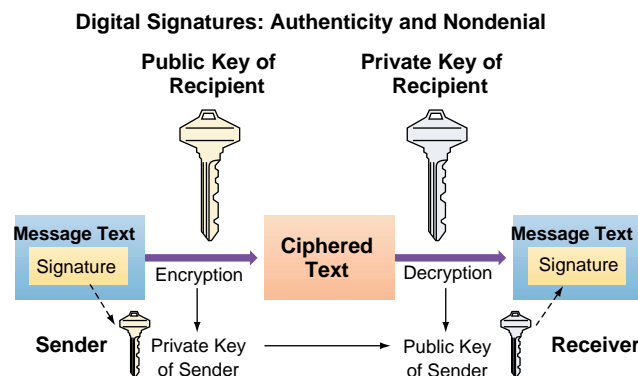 Digital Signatures: Authenticity and Nondenial
Public Key of
Recipient
Private Key of
Recipient
Message Text
Signature
Encryption
Ciphered
Text
Decryption
Message Text
Signature
Sender
Private Key
of Sender
Public Key
of Sender
Receiver